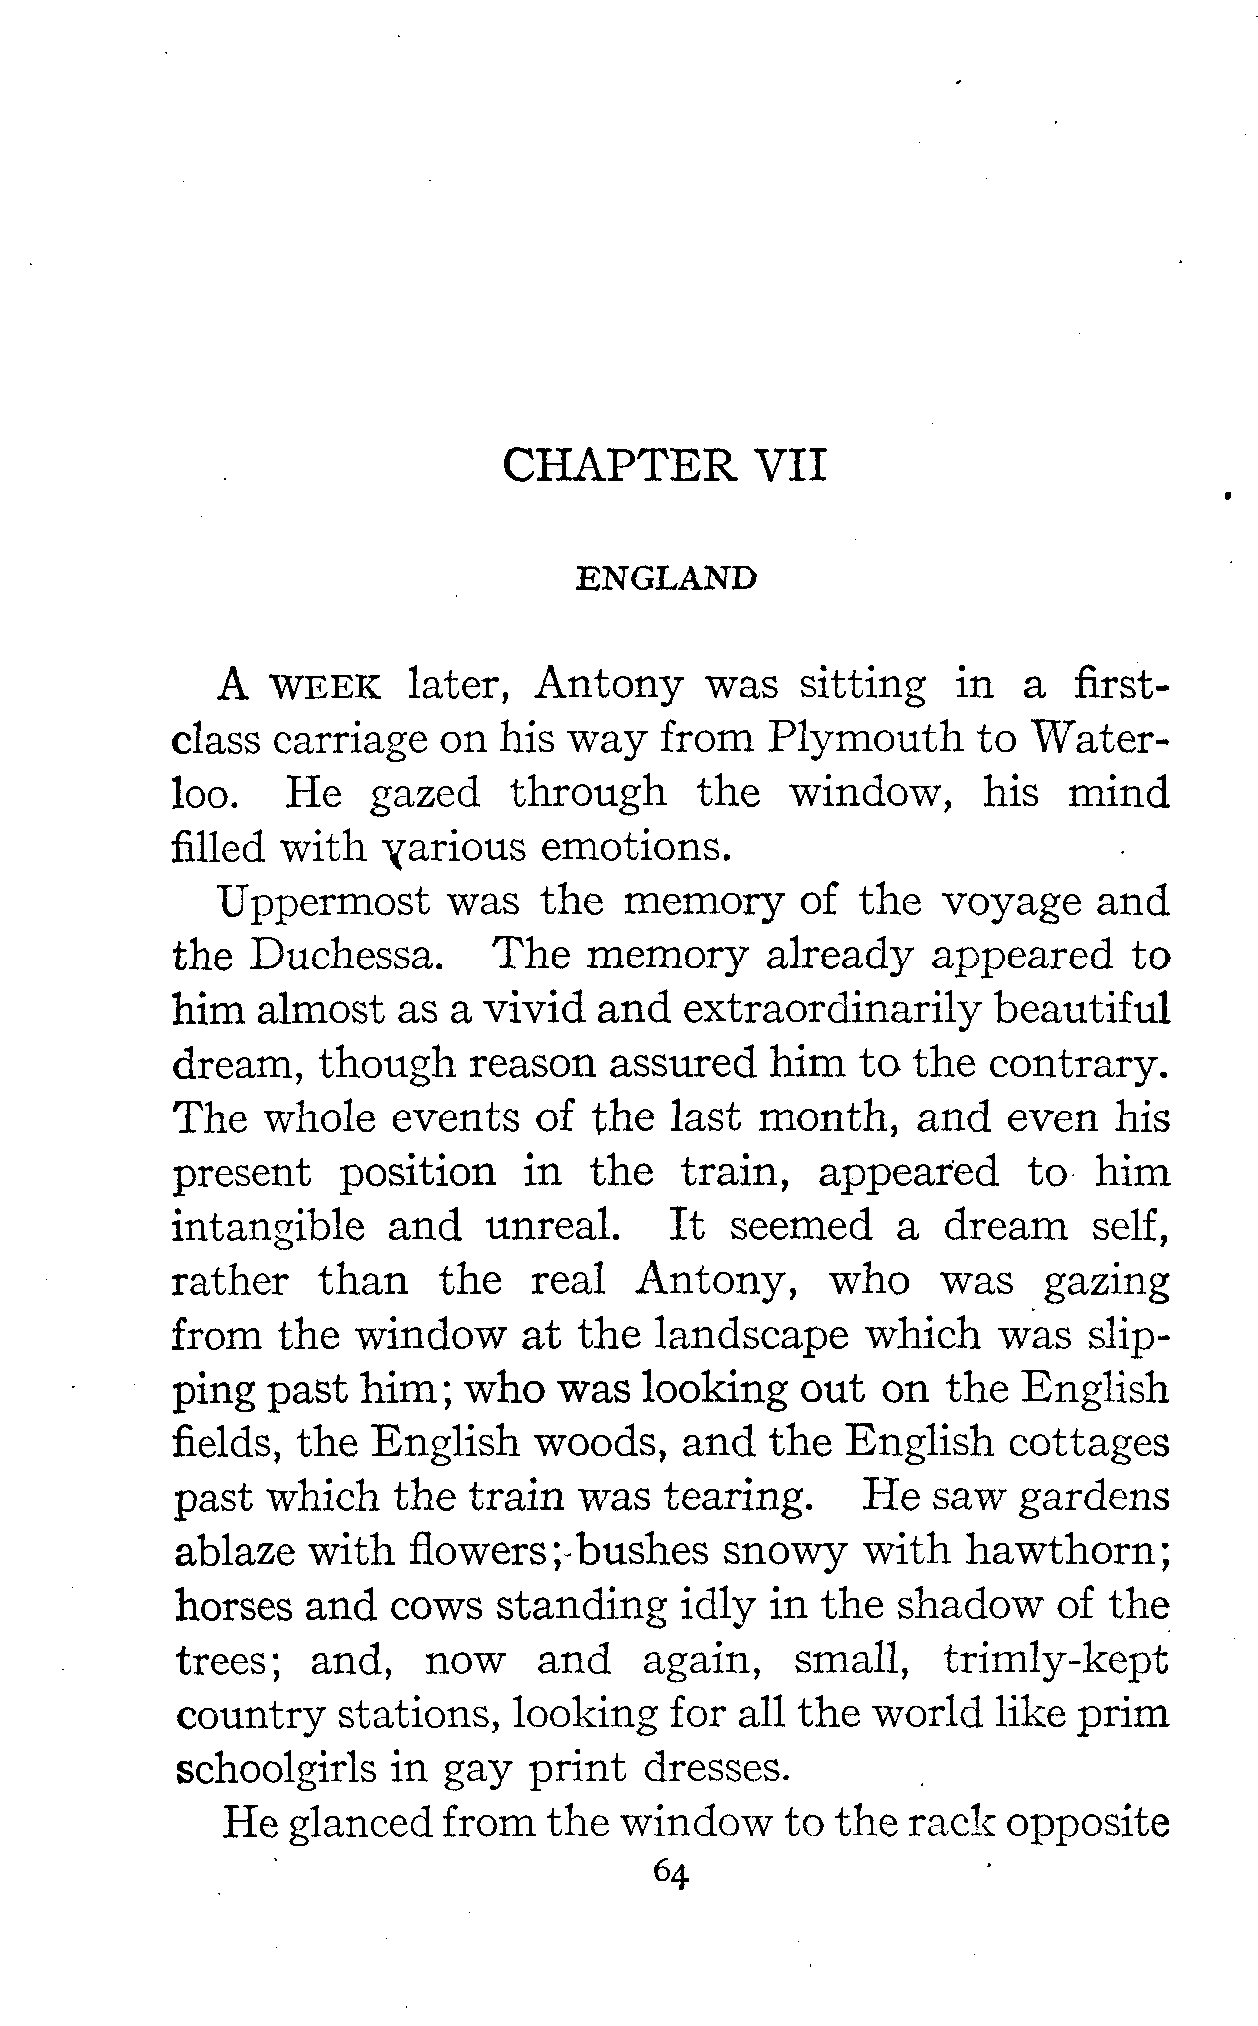 CHAPTER VII
ENGLAND
A WEEK later, Antony was sitting in a first-
class carriage on his way from Plymouth to Water-
loo. He gazed through the window, his mind
filled with various emotions.
Uppermost was the memory of the voyage and
the Duchessa. The memory already appeared to
him almost as a vivid and extraordinarily beautiful
dream, though reason assured him to the contrary.
The whole events of the last month, and even his
present position in the train, appeared to him
intangible and unreal. It seemed a dream self,
rather than the real Antony, who was gazing
from the window at the landscape which was slip-
ping past him; who was looking out on the English
fields, the English woods, and the English cottages
past which the train was tearing. He saw gardens
ablaze with flowers; bushes snowy with hawthorn;
horses and cows standing idly in the shadow of the
trees; and, now and again, small, trimly-kept
country stations, looking for all the world like prim
schoolgirls in gay print dresses.
He glanced from the window to the rack opposite
64